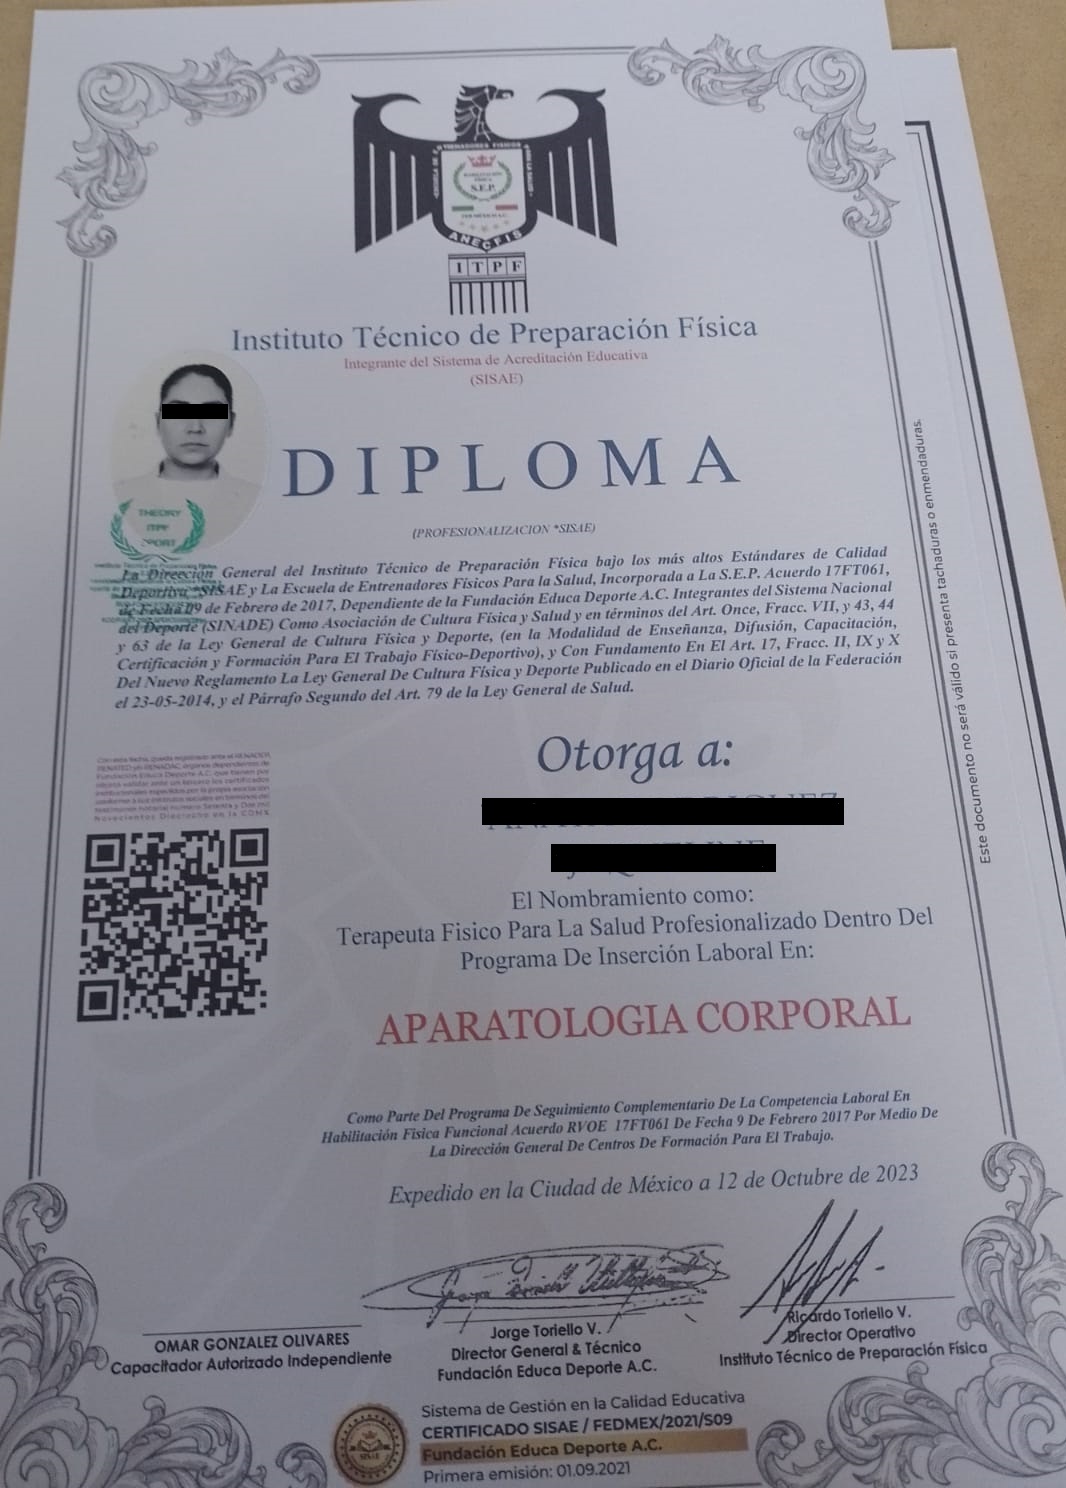 ESCUELA DE ENTRENADORES FISICOS PARA LA SALUD
S.E.P.
ANECFIS
I T P F
Instituto Técnico de Preparación Física
Integrante del Sistema de Acreditación Educativa
(SISAE)
DIPLOMA
(PROFESIONALIZACION *SISAE)
THEORY
ITPF
SPORT
La Dirección General del Instituto Técnico de Preparación Física bajo los más altos Estándares de Calidad
Deportiva *SISAE y La Escuela de Entrenadores Físicos Para la Salud, Incorporada a La S.E.P. Acuerdo 17FT061,
de Fecha 09 de Febrero de 2017, Dependiente de la Fundación Educa Deporte A.C. Integrantes del Sistema Nacional
del Deporte (SINADE) Como Asociación de Cultura Física y Salud y en términos del Art. Once, Fracc. VII, y 43, 44
y 63 de la Ley General de Cultura Física y Deporte, (en la Modalidad de Enseñanza, Difusión, Capacitación,
Certificación y Formación Para El Trabajo Físico-Deportivo), y Con Fundamento En El Art. 17, Fracc. II, IX y X
Del Nuevo Reglamento La Ley General De Cultura Física y Deporte Publicado en el Diario Oficial de la Federación
el 23-05-2014, y el Párrafo Segundo del Art. 79 de la Ley General de Salud.
Otorga a:
El Nombramiento como:
Terapeuta Fisico Para La Salud Profesionalizado Dentro Del
Programa De Inserción Laboral En:
APARATOLOGIA CORPORAL
Como Parte Del Programa De Seguimiento Complementario De La Competencia Laboral En
Habilitación Fisica Funcional Acuerdo RVOE 17FT061 De Fecha 9 De Febrero 2017 Por Medio De
La Dirección General De Centros De Formación Para El Trabajo.
Expedido en la Ciudad de México a 12 de Octubre de 2023
OMAR GONZALEZ OLIVARES
Capacitador Autorizado Independiente
Jorge Toriello V.
Director General & Técnico
Fundación Educa Deporte A.C.
Ricardo Toriello V.
Director Operativo
Instituto Técnico de Preparación Física
SISAE
Sistema de Gestión en la Calidad Educativa
CERTIFICADO SISAE / FEDMEX/2021/S09
Fundación Educa Deporte A.C.
Primera emisión: 01.09.2021
Este documento no será válido si presenta tachaduras o enmendaduras.